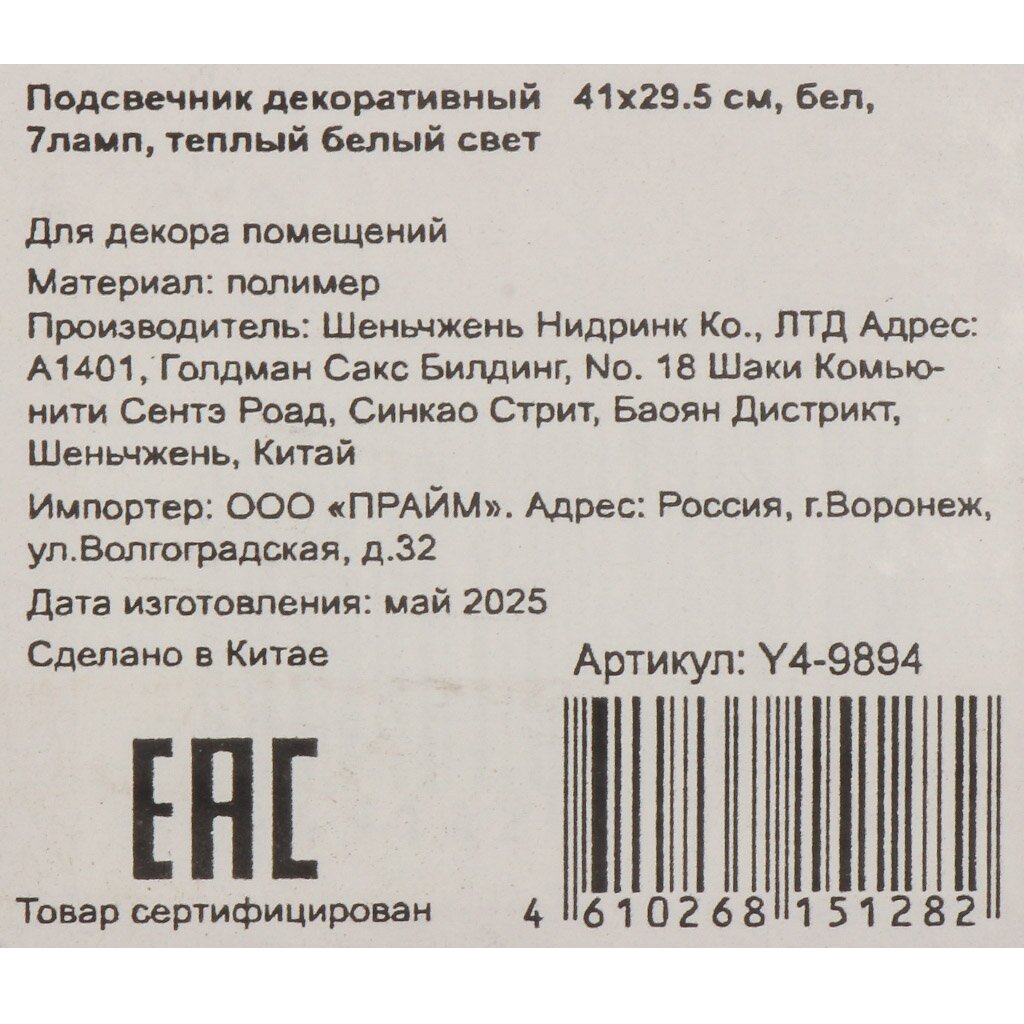 Подсвечник декоративный 41х29.5 см, бел,
7ламп, теплый белый свет
Для декора помещений
Материал: полимер
Производитель: Шеньчжень Нидринк Ко., ЛТД Адрес:
А1401, Голдман Сакс Билдинг, No. 18 Шаки Комью-
нити Сентэ Роад, Синкао Стрит, Баоян Дистрикт,
Шеньчжень, Китай
Импортер: ООО «ПРАЙМ». Адрес: Россия, г.Воронеж,
ул.Волгоградская, д.32
Дата изготовления: май 2025
Сделано в Китае
Артикул: Y4-9894
ЕАС
Товар сертифицирован
4 610268 151282